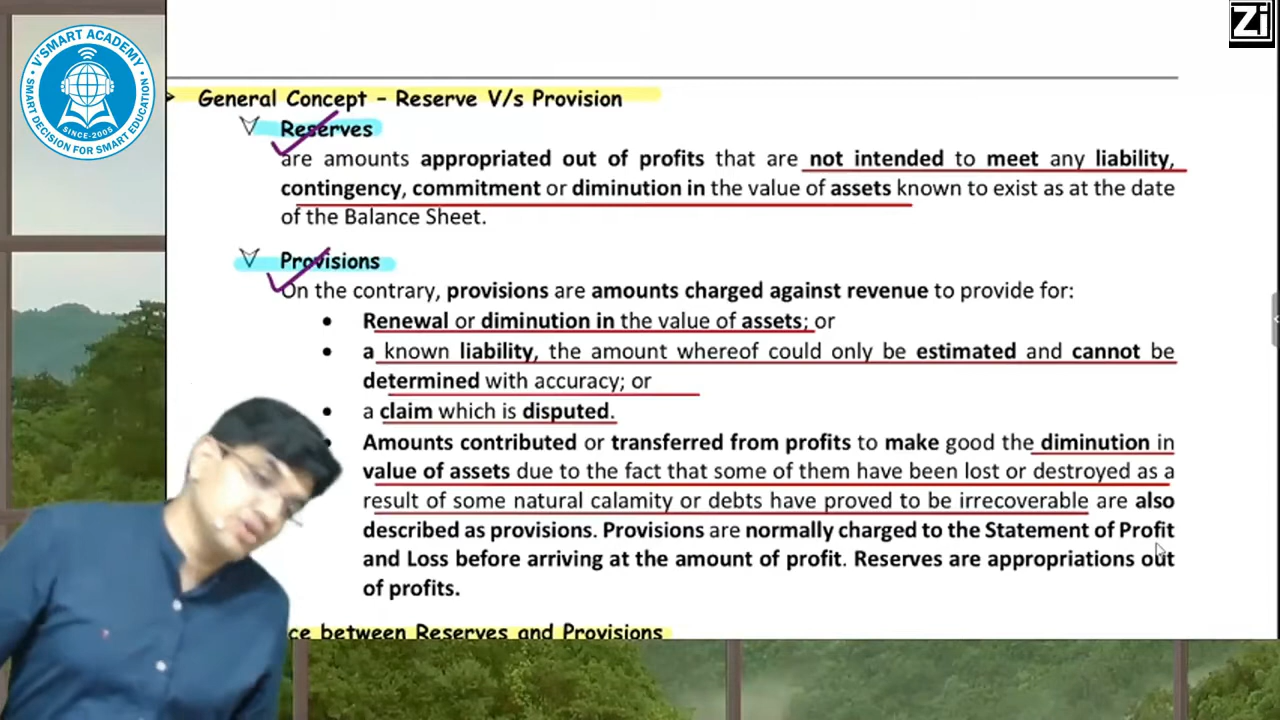 V'SMART ACADEMY
SMART DECISION FOR SMART EDUCATION
SINCE-2005
Zi
General Concept – Reserve V/s Provision
Reserves
are amounts appropriated out of profits that are not intended to meet any liability,
contingency, commitment or diminution in the value of assets known to exist as at the date
of the Balance Sheet.
Provisions
On the contrary, provisions are amounts charged against revenue to provide for:
• Renewal or diminution in the value of assets; or
• a known liability, the amount whereof could only be estimated and cannot be
determined with accuracy; or
• a claim which is disputed.
• Amounts contributed or transferred from profits to make good the diminution in
value of assets due to the fact that some of them have been lost or destroyed as a
result of some natural calamity or debts have proved to be irrecoverable are also
described as provisions. Provisions are normally charged to the Statement of Profit
and Loss before arriving at the amount of profit. Reserves are appropriations out
of profits.
ce between Reserves and Provisions